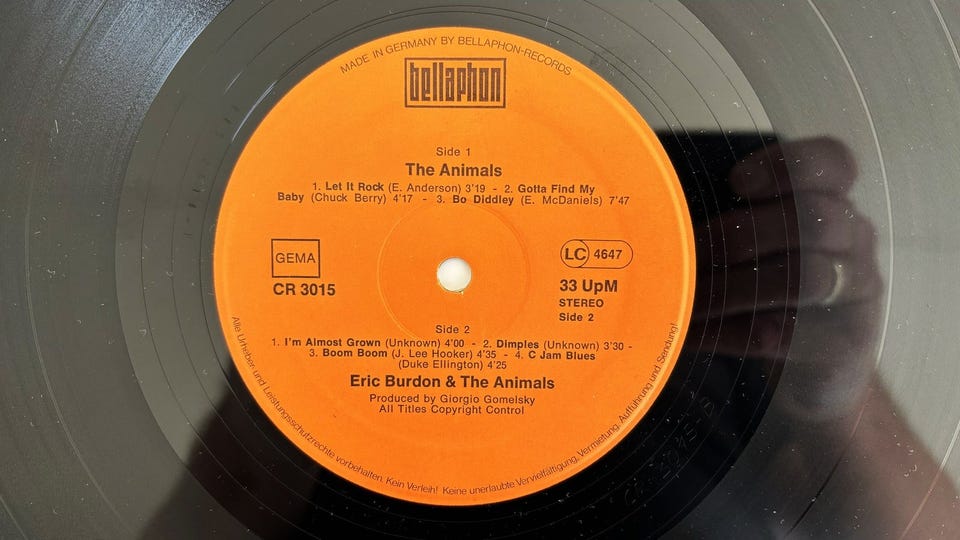 MADE IN GERMANY BY BELLAPHON-RECORDS
bellaphon
Side 1
The Animals
1. Let It Rock (E. Anderson) 3'19 - 2. Gotta Find My
Baby (Chuck Berry) 4'17 - 3. Bo Diddley (E. McDaniels) 7'47
GEMA
LC 4647
CR 3015
33 UpM
STEREO
Side 2
Side 2
1. I'm Almost Grown (Unknown) 4'00 - 2. Dimples (Unknown) 3'30 -
3. Boom Boom (J. Lee Hooker) 4'35 - 4. C Jam Blues
(Duke Ellington) 4'25
Eric Burdon & The Animals
Produced by Giorgio Gomelsky
All Titles Copyright Control
Alle Urheber- und Leistungsschutzrechte vorbehalten. Kein Verleih! Keine unerlaubte Vervielfältigung, Vermietung, Aufführung und Sendung!